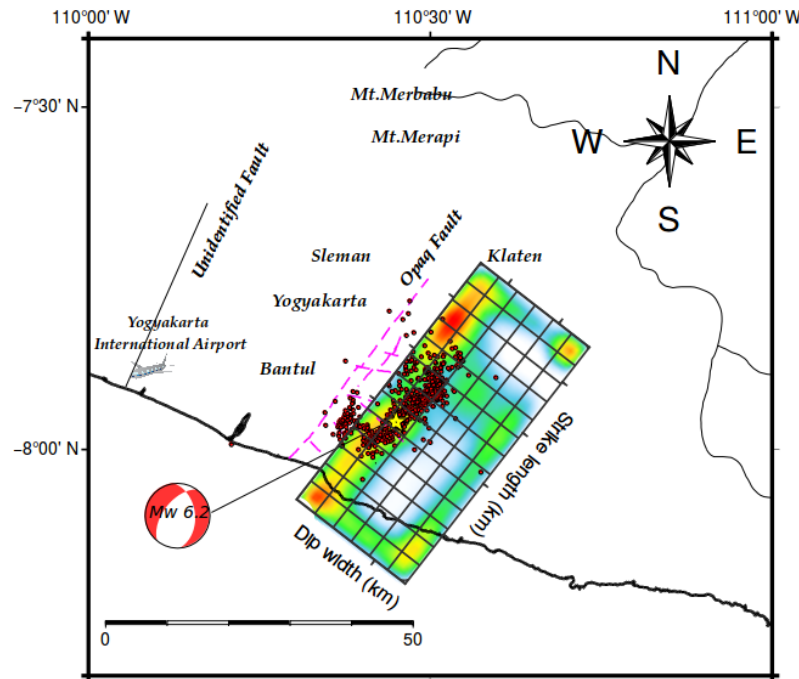 110°00' W
110°30' W
111°00' W
N
Mt.Merbabu
−7°30' N
Mt.Merapi
W
E
S
Unidentified Fault
Opaq Fault
Sleman
Klaten
Yogyakarta
Yogyakarta
International Airport
Bantul
−8°00' N
Strike length (km)
Mw 6.2
Dip width (km)
0
50